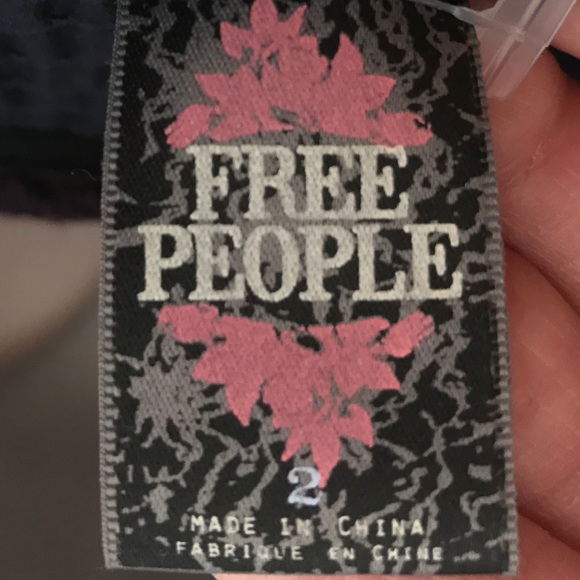 FREE
PEOPLE
2
MADE IN CHINA
FABRIQUE EN CHINE